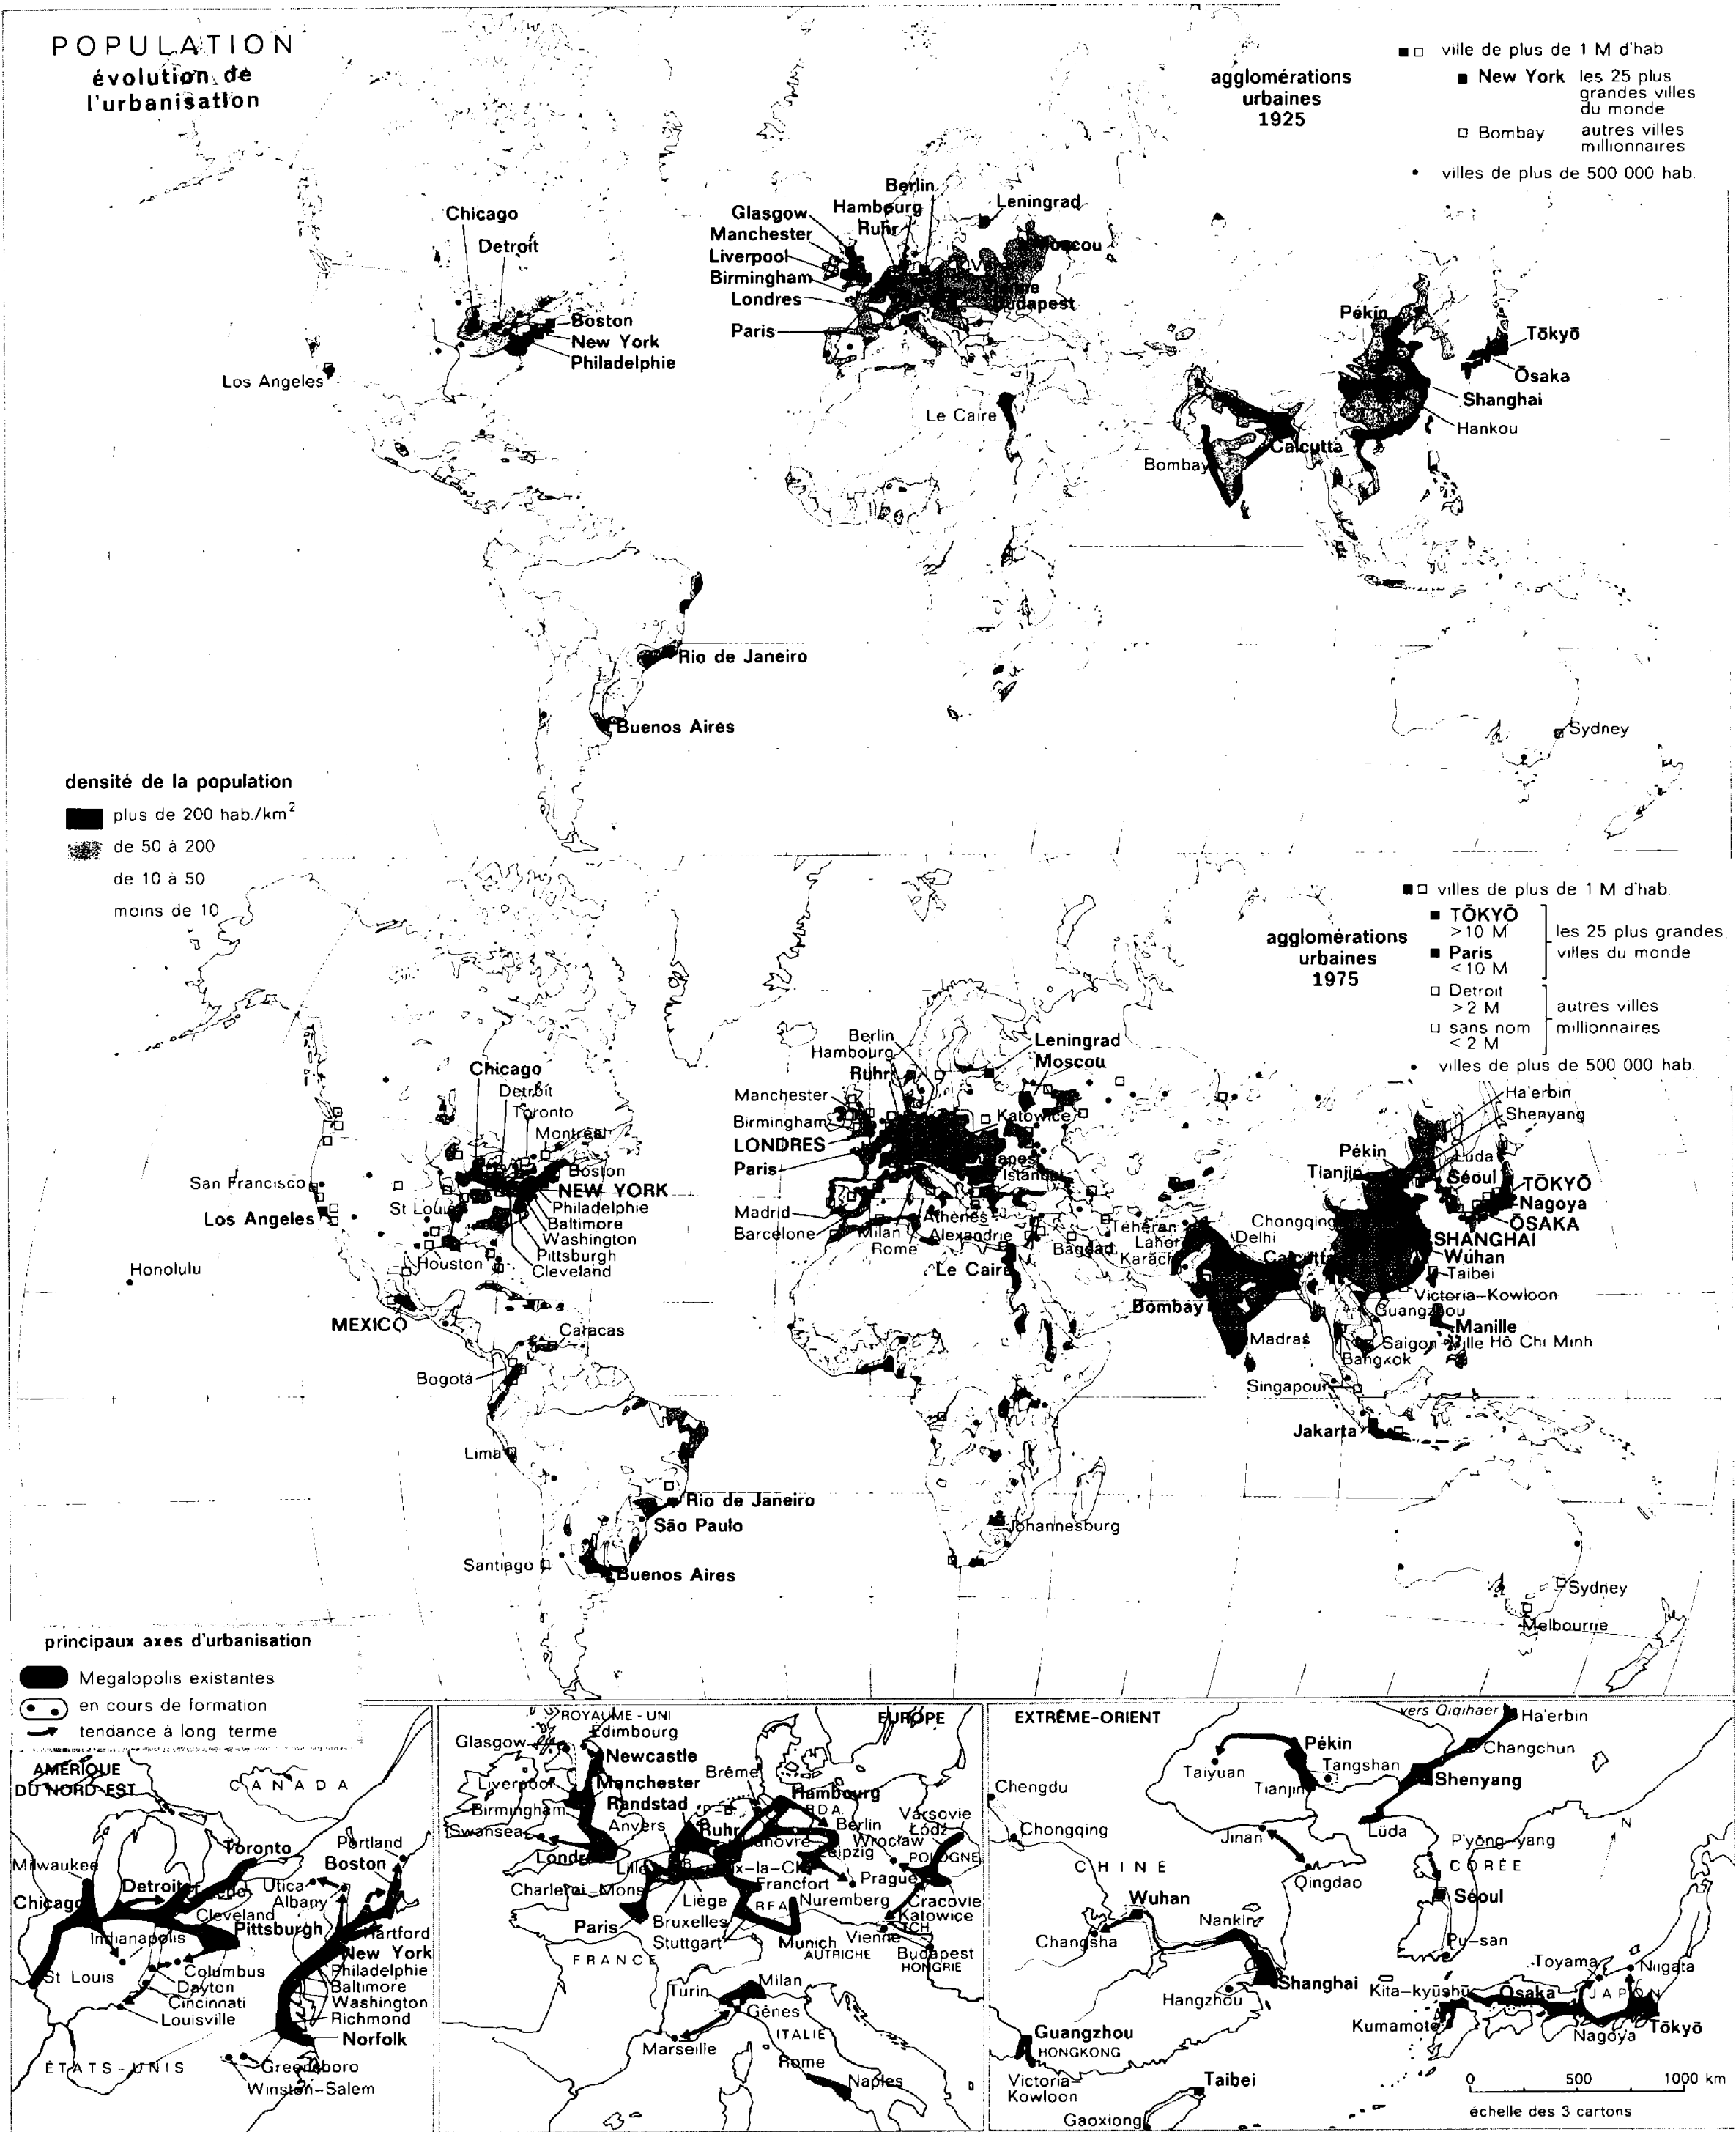 POPULATION
évolution de
l'urbanisation
agglomérations
urbaines
1925
ville de plus de 1 M d'hab.
New York les 25 plus
grandes villes
du monde
Bombay autres villes
millionnaires
villes de plus de 500 000 hab.
Chicago
Detroit
Boston
New York
Philadelphie
Los Angeles
Glasgow
Manchester
Liverpool
Birmingham
Londres
Paris
Berlin
Hambourg
Ruhr
Leningrad
Moscou
Budapest
Le Caire
Bombay
Calcutta
Pékin
Tōkyō
Ōsaka
Shanghai
Hankou
Rio de Janeiro
Buenos Aires
Sydney
densité de la population
plus de 200 hab./km²
de 50 à 200
de 10 à 50
moins de 10
agglomérations
urbaines
1975
villes de plus de 1 M d'hab.
TŌKYŌ
>10 M
les 25 plus grandes
villes du monde
Paris
<10 M
Detroit
>2 M
autres villes
millionnaires
sans nom
<2 M
villes de plus de 500 000 hab.
Chicago
Detroit
Toronto
Montréal
Boston
NEW YORK
Philadelphie
Baltimore
Washington
Pittsburgh
Cleveland
San Francisco
Los Angeles
St Louis
Houston
Honolulu
MEXICO
Caracas
Bogotá
Lima
Rio de Janeiro
São Paulo
Santiago
Buenos Aires
Berlin
Hambourg
Ruhr
Manchester
Birmingham
LONDRES
Paris
Madrid
Barcelone
Leningrad
Moscou
Katowice
Istanbul
Athènes
Milan
Rome
Alexandrie
Le Caire
Bagdad
Téhéran
Lahor
Karāchi
Delhi
Calcutta
Bombay
Madras
Chongqing
Pékin
Tianjin
Ha'erbin
Shenyang
Lüda
Séoul
TŌKYŌ
Nagoya
ŌSAKA
SHANGHAI
Wuhan
Taibei
Victoria-Kowloon
Guangzhou
Manille
Saigon-Ville Hô Chi Minh
Bangkok
Singapour
Jakarta
Johannesburg
Sydney
Melbourne
principaux axes d'urbanisation
Megalopolis existantes
en cours de formation
tendance à long terme
AMÉRIQUE
DU NORD-EST
CANADA
Milwaukee
Chicago
Detroit
Toronto
Portland
Boston
Utica
Albany
Cleveland
Pittsburgh
Hartford
New York
Philadelphie
Baltimore
Washington
Richmond
Norfolk
Indianapolis
St Louis
Columbus
Dayton
Cincinnati
Louisville
ÉTATS-UNIS
Greensboro
Winston-Salem
ROYAUME-UNI
EUROPE
Edimbourg
Glasgow
Newcastle
Liverpool
Manchester
Birmingham
Randstad
Swansea
Londres
Anvers
Brême
Hambourg
RDA
Ruhr
Hanovre
Berlin
Leipzig
Varsovie
Łódź
Wrocław
POLOGNE
Lille
Aix-la-Ch
Charleroi-Mons
Liège
Francfort
Prague
Nuremberg
RFA
Cracovie
Katowice
Paris
Bruxelles
Stuttgart
TCH
Munich
Vienne
AUTRICHE
Budapest
HONGRIE
FRANCE
Turin
Milan
Gênes
Marseille
ITALIE
Rome
Naples
EXTRÊME-ORIENT
vers Qiqihaer
Ha'erbin
Changchun
Shenyang
Pékin
Tangshan
Tianjin
Taiyuan
Chengdu
Chongqing
Jinan
Lüda
P'yŏng-yang
CORÉE
CHINE
Qingdao
Séoul
Wuhan
Nankin
Changsha
Pu-san
Shanghai
Hangzhou
Toyama
Niigata
Kita-kyūshū
Ōsaka
JAPON
Kumamoto
Nagoya
Tōkyō
Guangzhou
HONGKONG
Victoria-
Kowloon
Taibei
Gaoxiong
N
0 500 1000 km
échelle des 3 cartons